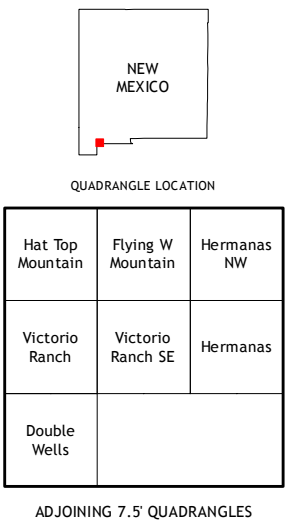 NEW
MEXICO
QUADRANGLE LOCATION
Hat Top
Mountain
Flying W
Mountain
Hermanas
NW
Victorio
Ranch
Victorio
Ranch SE
Hermanas
Double
Wells
ADJOINING 7.5' QUADRANGLES